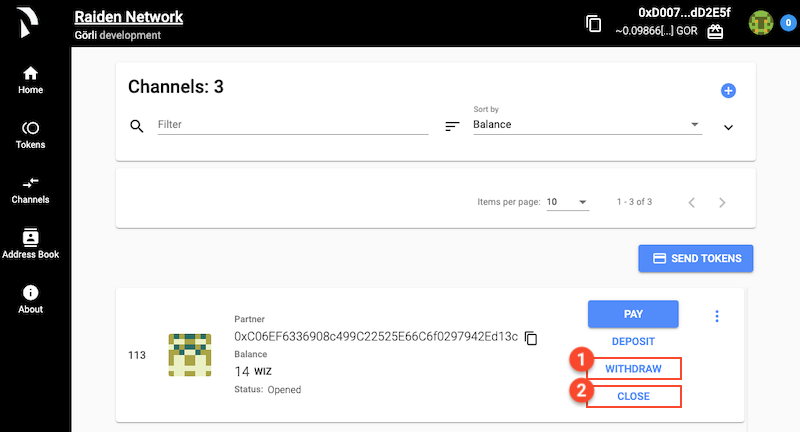 Raiden Network
Görli development
0xD007...dD2E5f
~0.09866[...] GOR
0
Home
Tokens
Channels
Address Book
About
Channels: 3
Filter
Sort by
Balance
Items per page: 10
1 - 3 of 3
SEND TOKENS
113
Partner
0xC06EF6336908c499C22525E66C6f0297942Ed13c
Balance
14 WIZ
Status: Opened
PAY
DEPOSIT
1 WITHDRAW
2 CLOSE